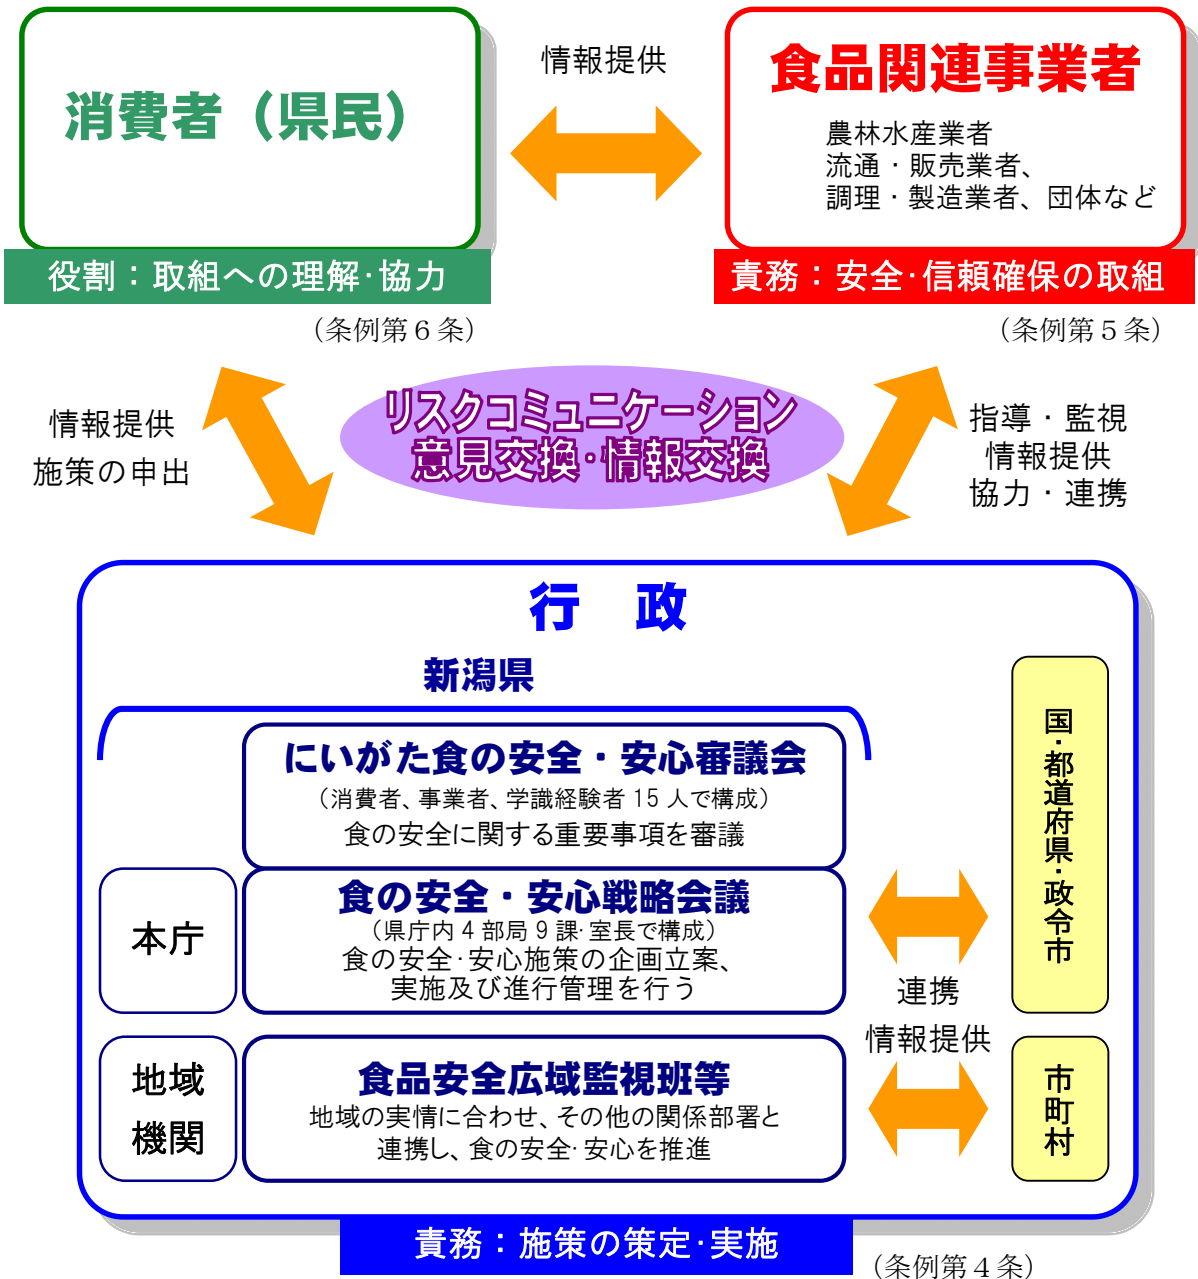 消費者（県民）
役割：取組への理解･協力
（条例第６条）
情報提供
食品関連事業者
農林水産業者
流通・販売業者、
調理・製造業者、団体など
責務：安全･信頼確保の取組
（条例第５条）
情報提供
施策の申出
リスクコミュニケーション
意見交換･情報交換
指導・監視
情報提供
協力・連携
行　政
新潟県
にいがた食の安全・安心審議会
（消費者、事業者、学識経験者 15 人で構成）
食の安全に関する重要事項を審議
本庁
食の安全・安心戦略会議
（県庁内 4 部局 9 課･室長で構成）
食の安全･安心施策の企画立案、
実施及び進行管理を行う
地域
機関
食品安全広域監視班等
地域の実情に合わせ、その他の関係部署と
連携し、食の安全･安心を推進
連携
情報提供
国･都道府県･政令市
市町村
責務：施策の策定･実施
（条例第４条）